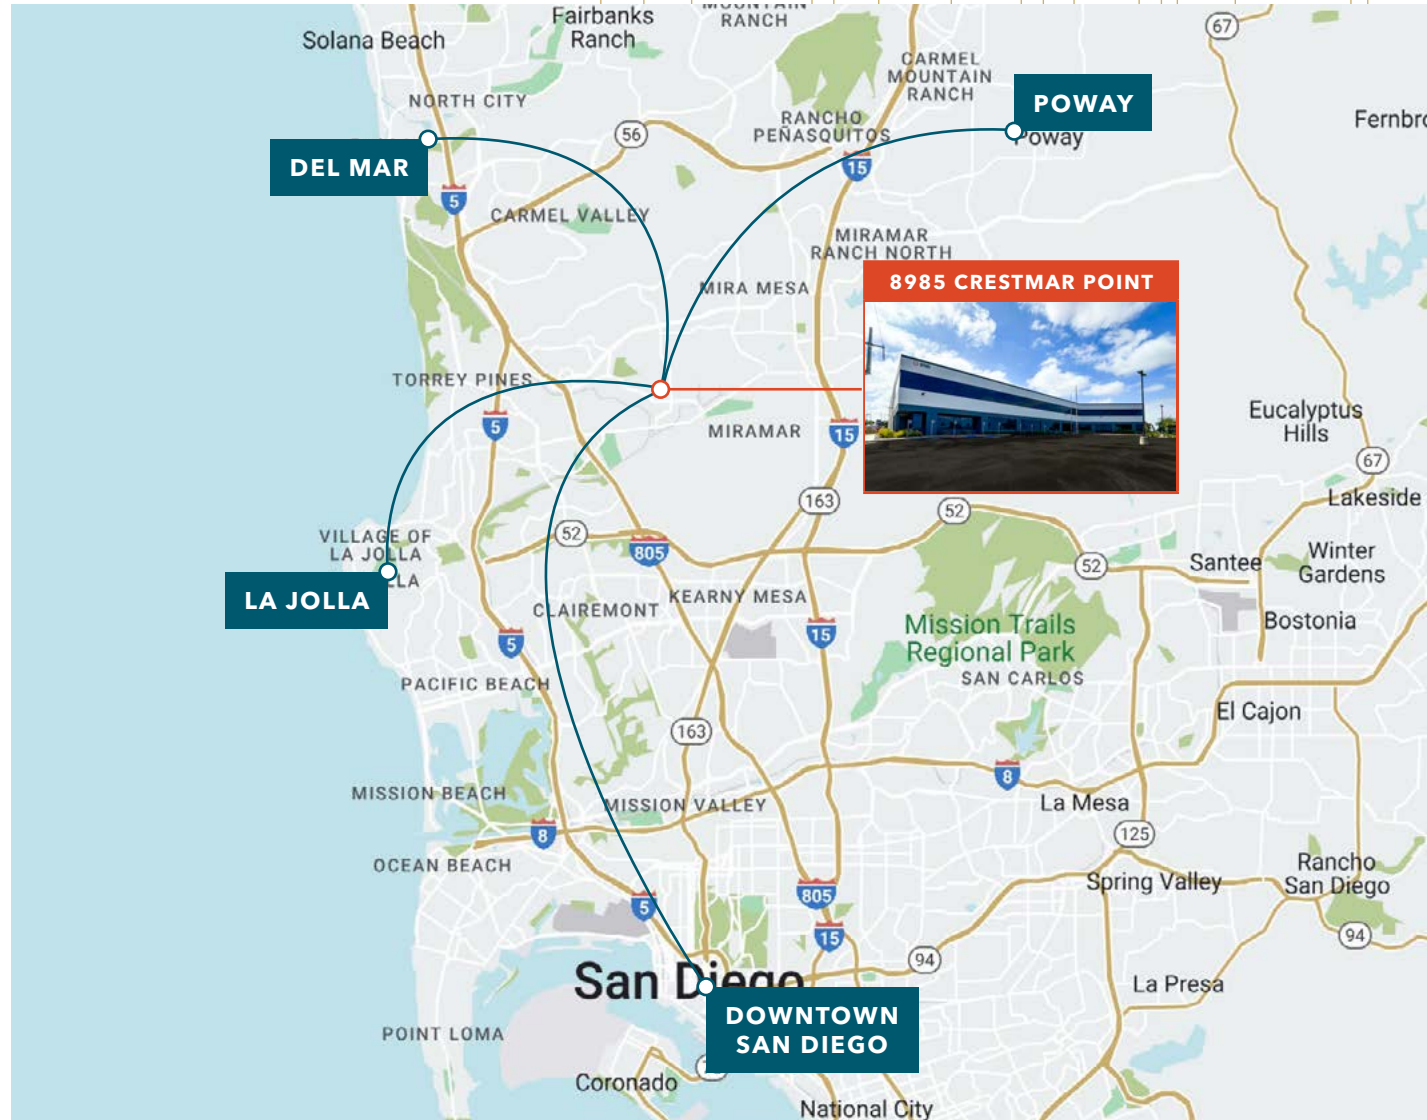 MOUNTAIN
RANCH
Fairbanks
Ranch
Solana Beach
67
CARMEL
MOUNTAIN
RANCH
NORTH CITY
POWAY
Poway
RANCHO
PEÑASQUITOS
56
Fernbro
DEL MAR
15
5
CARMEL VALLEY
MIRAMAR
RANCH NORTH
8985 CRESTMAR POINT
MIRA MESA
TORREY PINES
5
MIRAMAR
15
Eucalyptus
Hills
67
Lakeside
163
52
VILLAGE OF
LA JOLLA
LLA
52
805
52
Santee
Winter
Gardens
LA JOLLA
CLAIREMONT
KEARNY MESA
15
5
Mission Trails
Regional Park
SAN CARLOS
Bostonia
PACIFIC BEACH
El Cajon
163
8
MISSION BEACH
MISSION VALLEY
La Mesa
8
125
OCEAN BEACH
Rancho
San Diego
Spring Valley
805
5
15
94
94
San Diego
La Presa
DOWNTOWN
SAN DIEGO
POINT LOMA
Coronado
National City